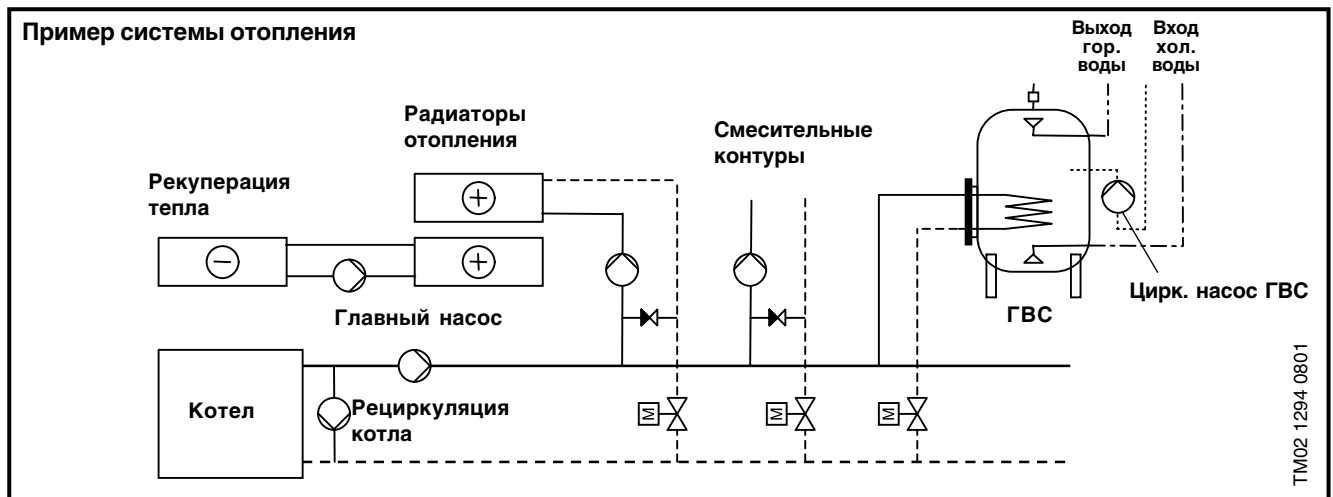 Пример системы отопления
Выход
гор.
воды
Вход
хол.
воды
Радиаторы
отопления
Смесительные
контуры
Рекуперация
тепла
Цирк. насос ГВС
ГВС
Главный насос
Котел
Рециркуляция
котла
M
M
M
TM02 1294 0801